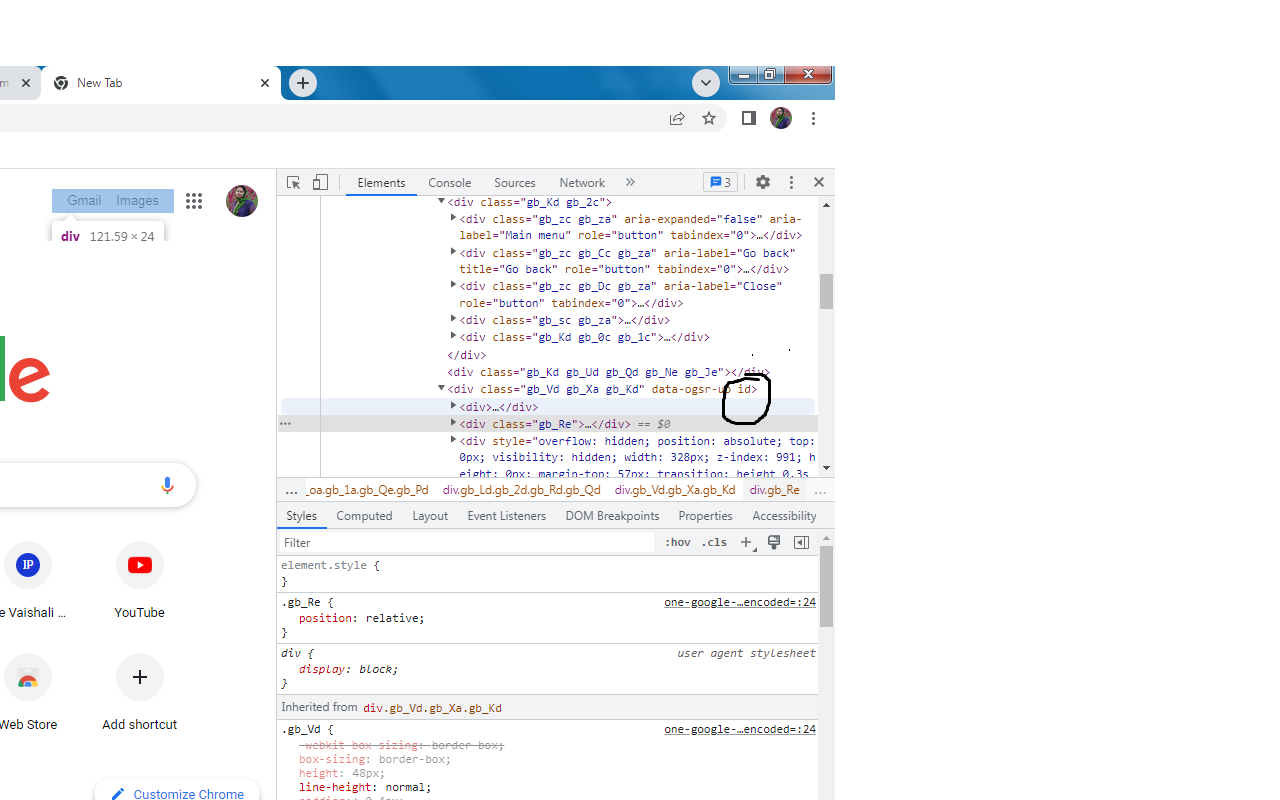 m
New Tab
Gmail Images
div 121.59 × 24
Elements Console Sources Network » 3
<div class="gb_Kd gb_2c">
<div class="gb_zc gb_za" aria-expanded="false" aria-
label="Main menu" role="button" tabindex="0">…</div>
<div class="gb_zc gb_Cc gb_za" aria-label="Go back"
title="Go back" role="button" tabindex="0">…</div>
<div class="gb_zc gb_Dc gb_za" aria-label="Close"
role="button" tabindex="0">…</div>
<div class="gb_sc gb_za">…</div>
<div class="gb_Kd gb_0c gb_1c">…</div>
</div>
<div class="gb_Kd gb_Ud gb_Qd gb_Ne gb_Je"></div>
<div class="gb_Vd gb_Xa gb_Kd" data-ogsr-up id>
<div>…</div>
… <div class="gb_Re">…</div> == $0
<div style="overflow: hidden; position: absolute; top:
0px; visibility: hidden; width: 328px; z-index: 991; h
eight: 0px; margin-top: 57px; transition: height 0.3s
le
… _oa.gb_1a.gb_Qe.gb_Pd div.gb_Ld.gb_2d.gb_Rd.gb_Qd div.gb_Vd.gb_Xa.gb_Kd div.gb_Re …
Styles Computed Layout Event Listeners DOM Breakpoints Properties Accessibility
Filter :hov .cls +
element.style {
}
.gb_Re { one-google-…encoded=:24
position: relative;
}
div { user agent stylesheet
display: block;
}
Inherited from div.gb_Vd.gb_Xa.gb_Kd
.gb_Vd { one-google-…encoded=:24
-webkit-box-sizing: border-box;
box-sizing: border-box;
height: 48px;
line-height: normal;
IP
e Vaishali ... YouTube
Web Store Add shortcut
Customize Chrome